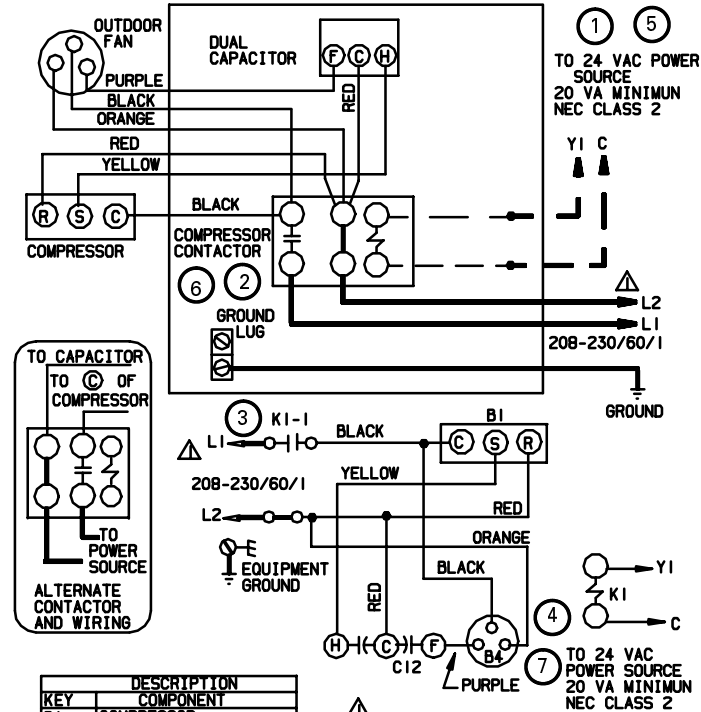 OUTDOOR
FAN
PURPLE
BLACK
ORANGE
RED
YELLOW
DUAL
CAPACITOR
F C H
RED
1 5
TO 24 VAC POWER
SOURCE
20 VA MINIMUN
NEC CLASS 2
Y1 C
R S C
COMPRESSOR
BLACK
COMPRESSOR
CONTACTOR
6 2
GROUND
LUG
L2
L1
208-230/60/1
GROUND
TO CAPACITOR
TO C OF
COMPRESSOR
TO
POWER
SOURCE
ALTERNATE
CONTACTOR
AND WIRING
3 K1-1
L1
BLACK
B1
C S R
208-230/60/1
YELLOW
L2
RED
ORANGE
EQUIPMENT
GROUND
RED
BLACK
H C F
C12
B4
PURPLE
Y1
K1
C
4
7
TO 24 VAC
POWER SOURCE
20 VA MINIMUN
NEC CLASS 2
DESCRIPTION
KEY COMPONENT